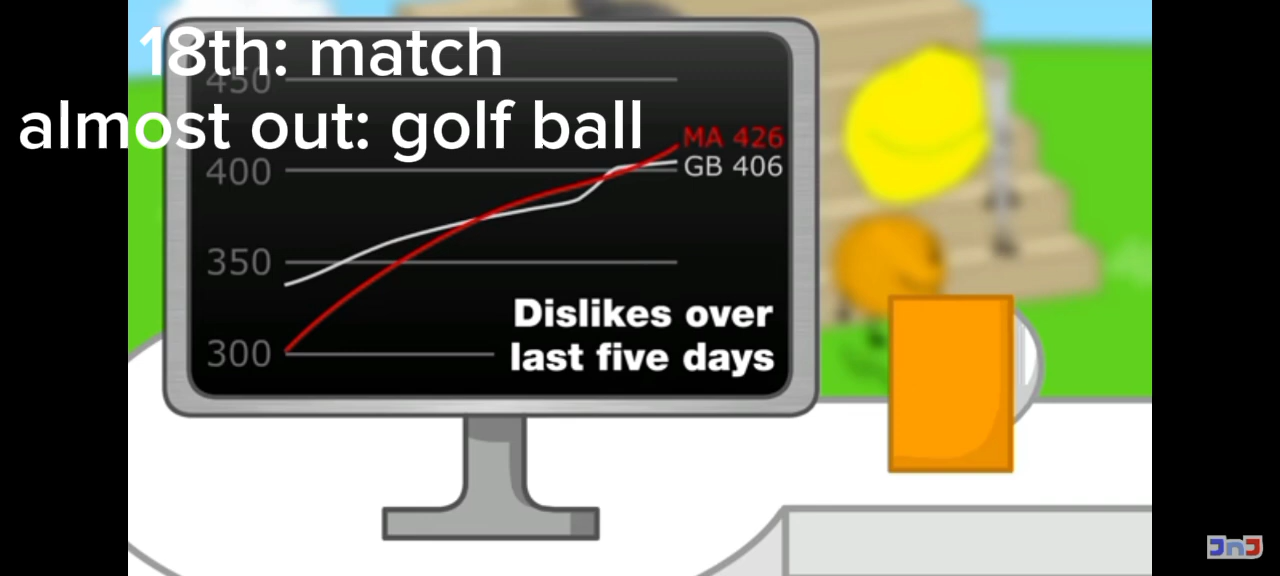 18th: match
almost out: golf ball
450
MA 426
GB 406
400
350
300
Dislikes over
last five days
JnJ